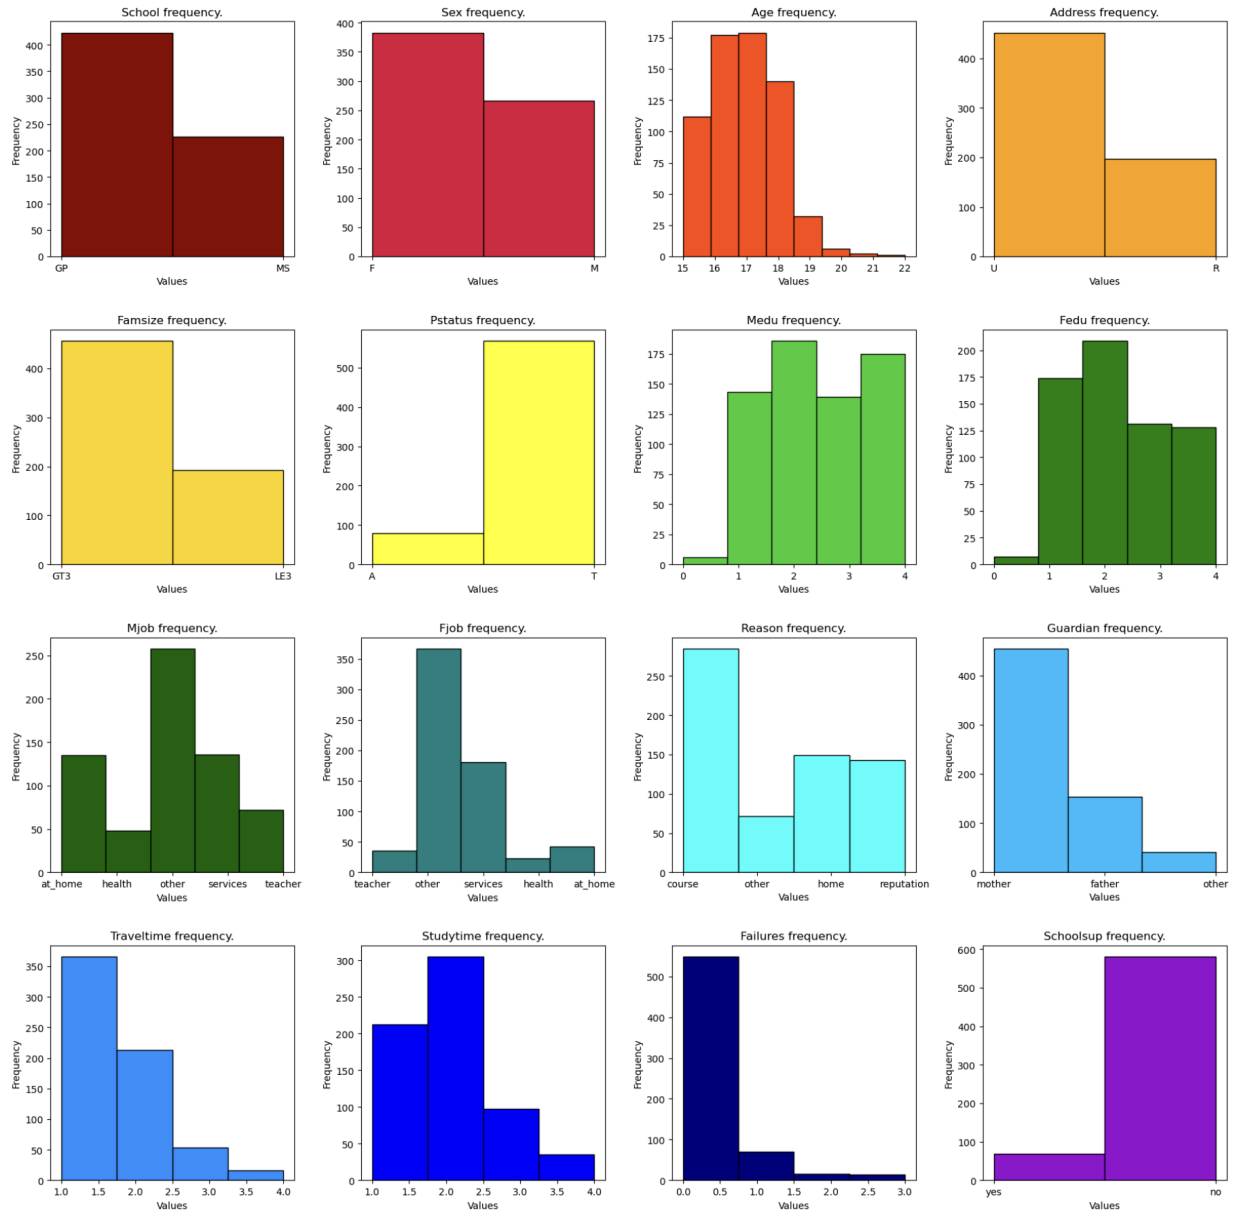 School frequency.
Sex frequency.
Age frequency.
Address frequency.
400
350
300
250
200
150
100
50
0
Frequency
GP MS
Values
400
350
300
250
200
150
100
50
0
Frequency
F M
Values
175
150
125
100
75
50
25
0
Frequency
15 16 17 18 19 20 21 22
Values
400
300
200
100
0
Frequency
U R
Values
Famsize frequency.
Pstatus frequency.
Medu frequency.
Fedu frequency.
400
300
200
100
0
Frequency
GT3 LE3
Values
500
400
300
200
100
0
Frequency
A T
Values
175
150
125
100
75
50
25
0
Frequency
0 1 2 3 4
Values
200
175
150
125
100
75
50
25
0
Frequency
0 1 2 3 4
Values
Mjob frequency.
Fjob frequency.
Reason frequency.
Guardian frequency.
250
200
150
100
50
0
Frequency
at_home health other services teacher
Values
350
300
250
200
150
100
50
0
Frequency
teacher other services health at_home
Values
250
200
150
100
50
0
Frequency
course other home reputation
Values
400
300
200
100
0
Frequency
mother father other
Values
Traveltime frequency.
Studytime frequency.
Failures frequency.
Schoolsup frequency.
350
300
250
200
150
100
50
0
Frequency
1.0 1.5 2.0 2.5 3.0 3.5 4.0
Values
300
250
200
150
100
50
0
Frequency
1.0 1.5 2.0 2.5 3.0 3.5 4.0
Values
500
400
300
200
100
0
Frequency
0.0 0.5 1.0 1.5 2.0 2.5 3.0
Values
600
500
400
300
200
100
0
Frequency
yes no
Values